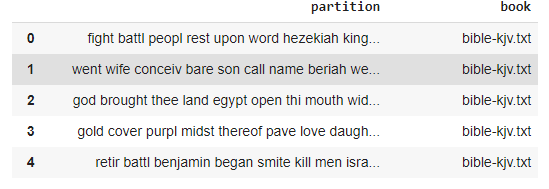 partition book
0 fight battl peopl rest upon word hezekiah king... bible-kjv.txt
1 went wife conceiv bare son call name beriah we... bible-kjv.txt
2 god brought thee land egypt open thi mouth wid... bible-kjv.txt
3 gold cover purpl midst thereof pave love daugh... bible-kjv.txt
4 retir battl benjamin began smite kill men isra... bible-kjv.txt